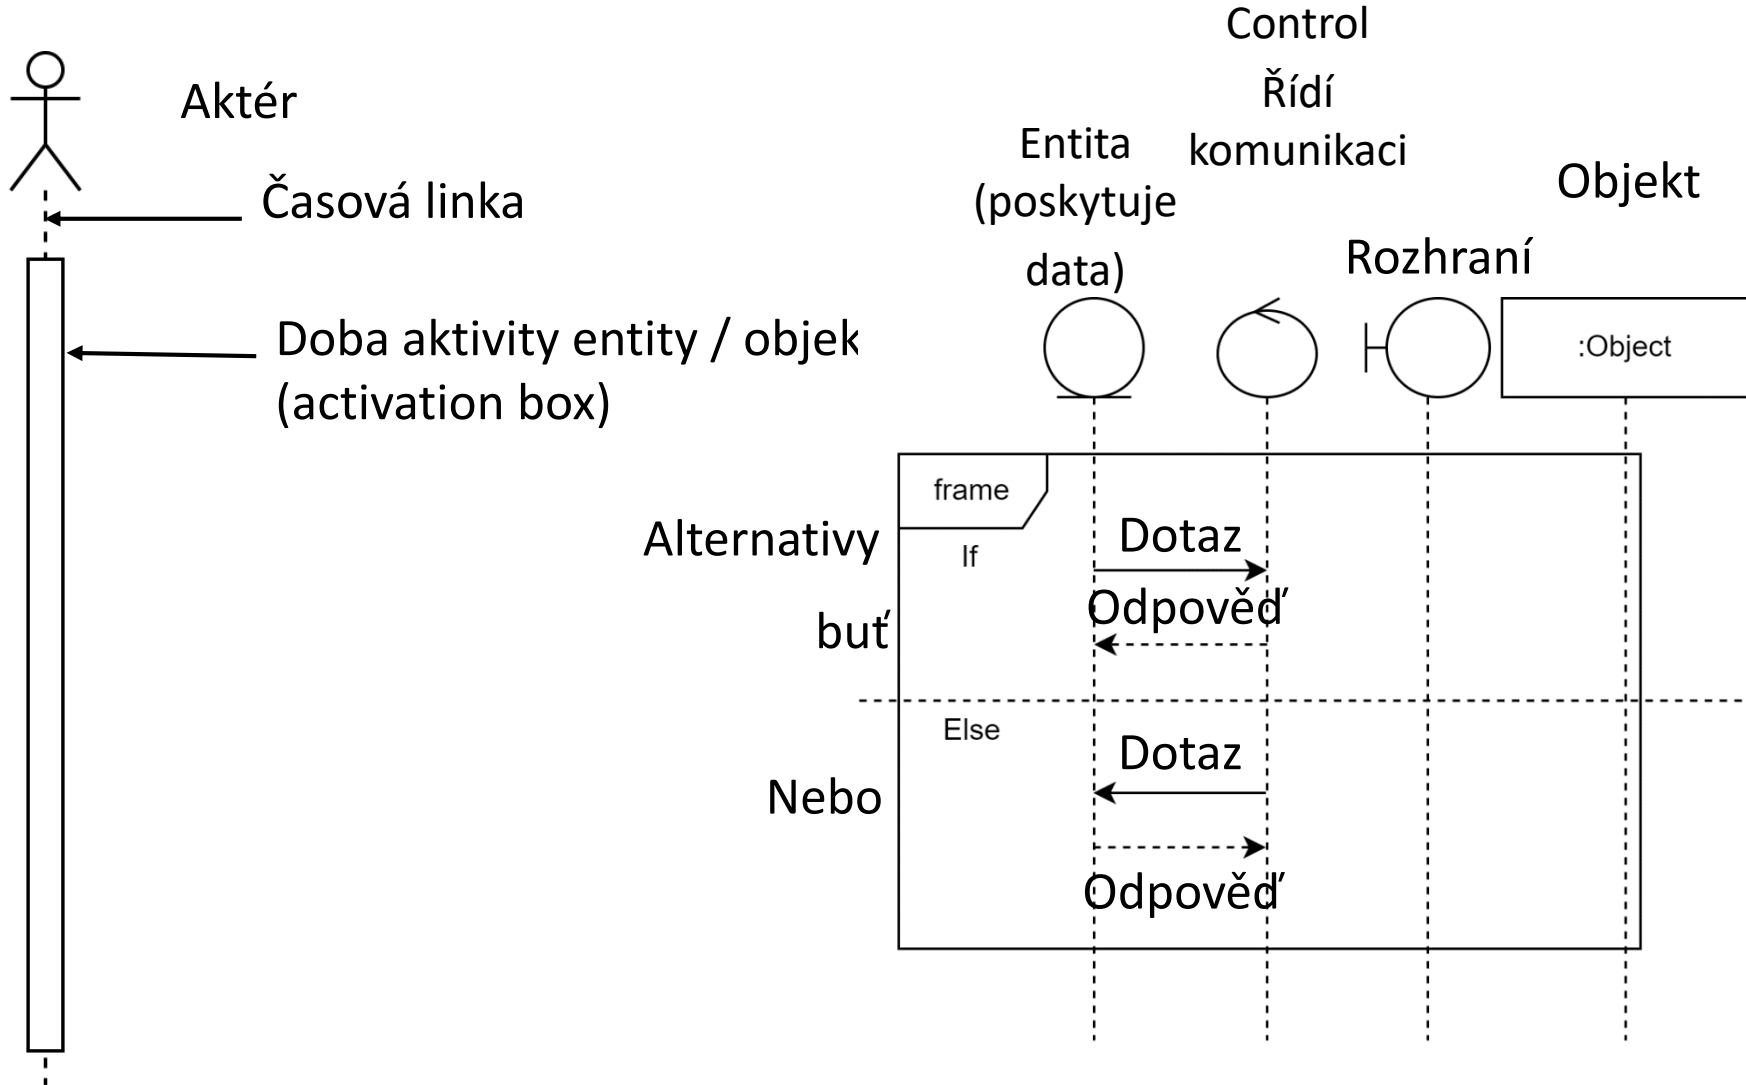 Aktér
Časová linka
Doba aktivity entity / objek
(activation box)
Control
Řídí
komunikaci
Entita
(poskytuje
data)
Rozhraní
Objekt
:Object
frame
If
Alternativy
Dotaz
Odpověď
buť
Else
Dotaz
Nebo
Odpověď